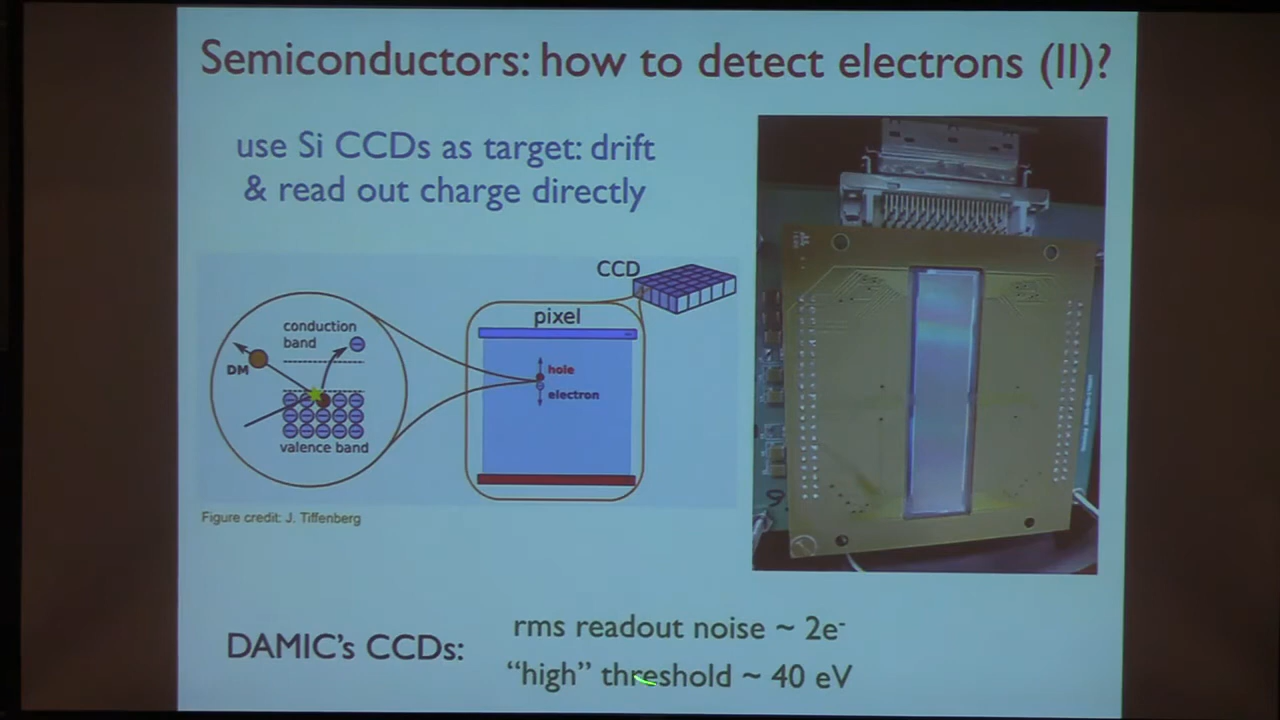 Semiconductors: how to detect electrons (II)?
use Si CCDs as target: drift
& read out charge directly
CCD
pixel
conduction
band
DM
hole
electron
valence band
Figure credit: J. Tiffenberg
DAMIC's CCDs:
rms readout noise ~ 2e-
“high” threshold ~ 40 eV